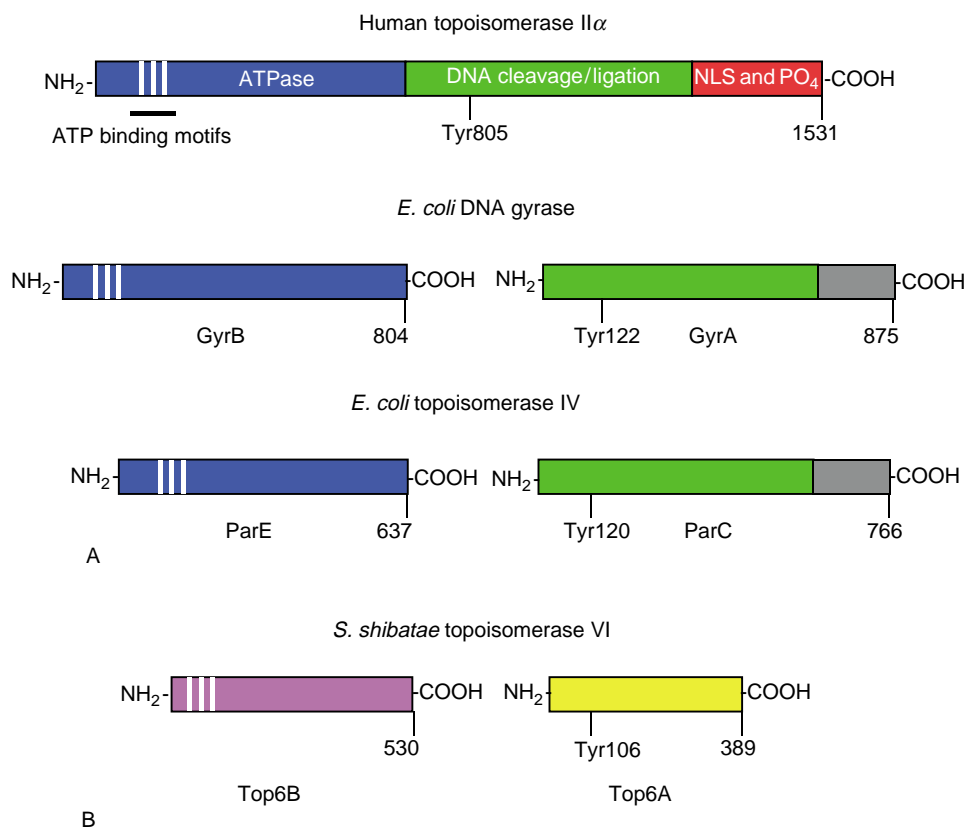 Human topoisomerase IIα
NH2- ATPase DNA cleavage/ligation NLS and PO4 -COOH
ATP binding motifs Tyr805 1531
E. coli DNA gyrase
NH2- -COOH NH2- -COOH
GyrB 804 Tyr122 GyrA 875
E. coli topoisomerase IV
NH2- -COOH NH2- -COOH
ParE 637 Tyr120 ParC 766
A
S. shibatae topoisomerase VI
NH2- -COOH NH2- -COOH
530 Tyr106 389
Top6B Top6A
B